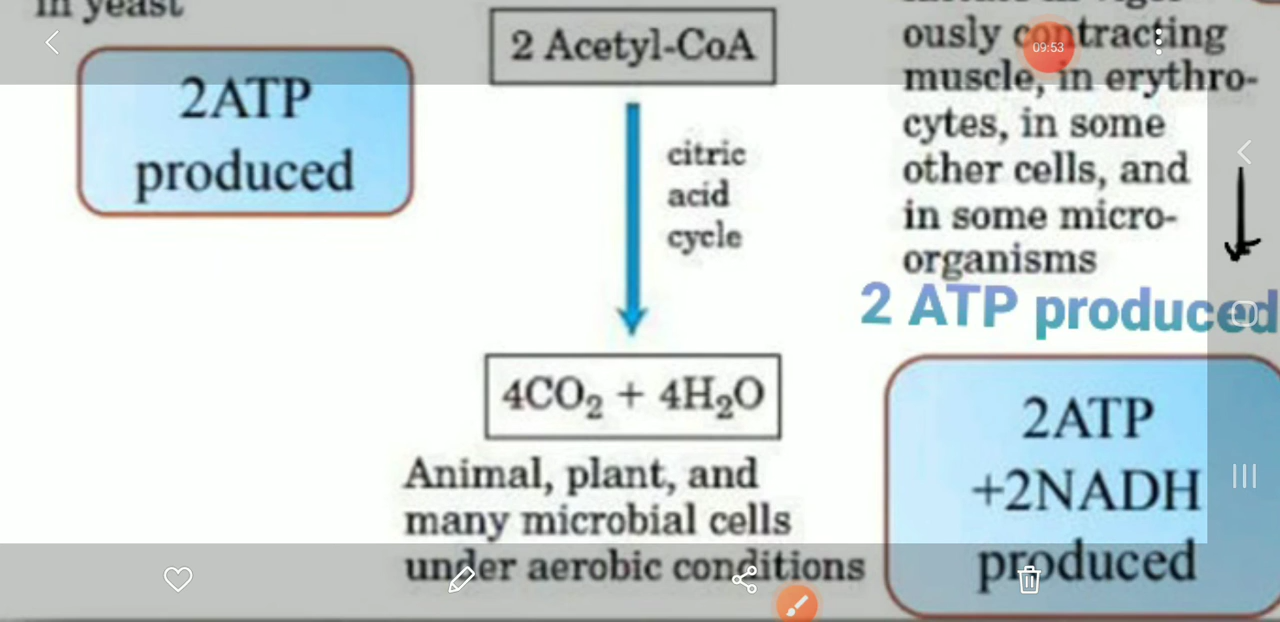 in yeast
2ATP
produced
2 Acetyl-CoA
citric
acid
cycle
4CO₂ + 4H₂O
Animal, plant, and
many microbial cells
under aerobic conditions
ously contracting
muscle, in erythro-
cytes, in some
other cells, and
in some micro-
organisms
2 ATP produced
2ATP
+2NADH
produced
09:53